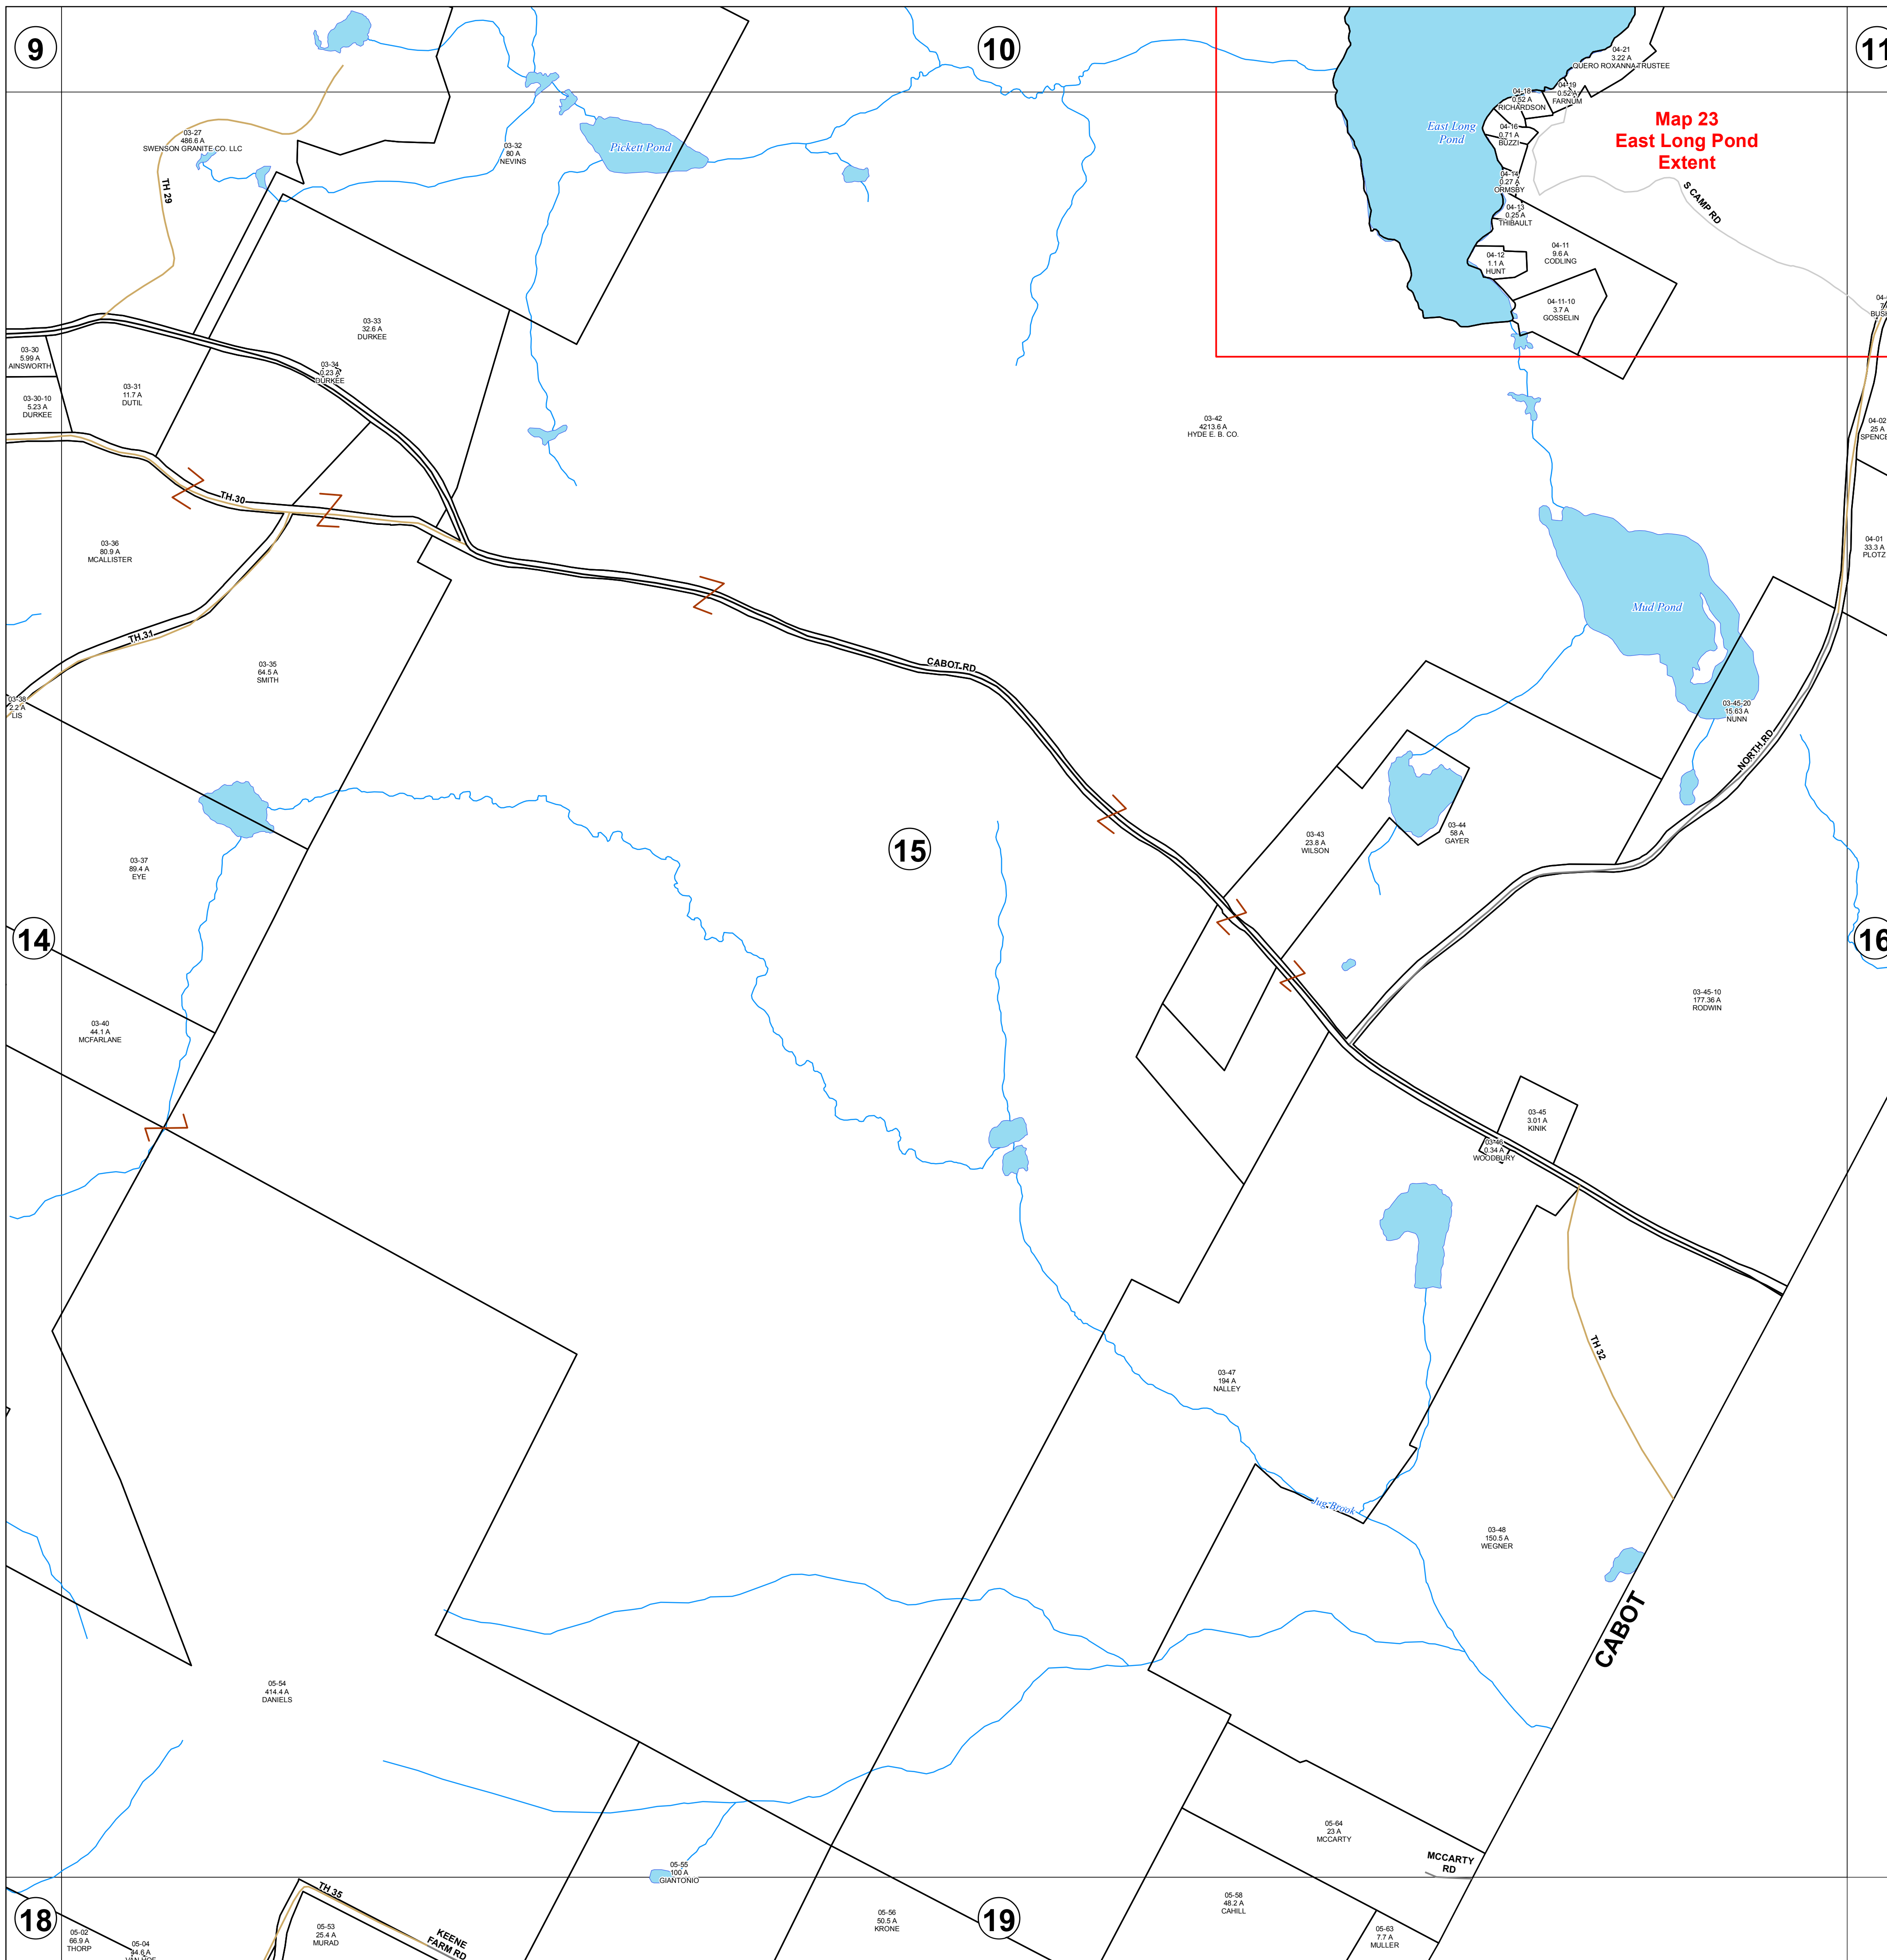 9
10
11
04-21
3.22 A
QUERO ROXANNA TRUSTEE
04-19
0.52 A
FARNUM
04-18
0.52 A
RICHARDSON
Map 23
East Long Pond
Extent
04-16
0.71 A
BUZZI
East Long
Pond
03-27
486.6 A
SWENSON GRANITE CO. LLC
03-32
80 A
NEVINS
Pickett Pond
TH 29
04-14
0.27 A
ORMSBY
S CAMP RD
04-13
0.25 A
THIBAULT
04-11
9.6 A
CODLING
04-12
1.1 A
HUNT
04-11-10
3.7 A
GOSSELIN
03-33
32.6 A
DURKEE
03-30
5.99 A
AINSWORTH
03-34
0.23 A
DURKEE
03-31
11.7 A
DUTIL
03-30-10
5.23 A
DURKEE
03-42
4213.6 A
HYDE E. B. CO.
04-02
25 A
SPENCE
TH 30
03-36
80.9 A
MCALLISTER
04-01
33.3 A
PLOTZ
Mud Pond
TH 31
03-35
64.5 A
SMITH
CABOT RD
03-38
2.2 A
LIS
03-45-20
15.63 A
NUNN
NORTH RD
03-43
23.8 A
WILSON
03-44
58 A
GAYER
15
03-37
89.4 A
EYE
14
16
03-45-10
177.36 A
RODWIN
03-40
44.1 A
MCFARLANE
03-45
3.01 A
KINIK
03-46
0.34 A
WOODBURY
TH 32
03-47
194 A
NALLEY
Jug Brook
03-48
150.5 A
WEGNER
CABOT
05-54
414.4 A
DANIELS
05-64
23 A
MCCARTY
MCCARTY
RD
05-55
100 A
GIANTONIO
TH 35
05-58
48.2 A
CAHILL
18
19
05-56
50.5 A
KRONE
05-53
25.4 A
MURAD
KEENE
FARM RD
05-02
66.9 A
THORP
05-04
44.6 A
05-63
7.7 A
MULLER